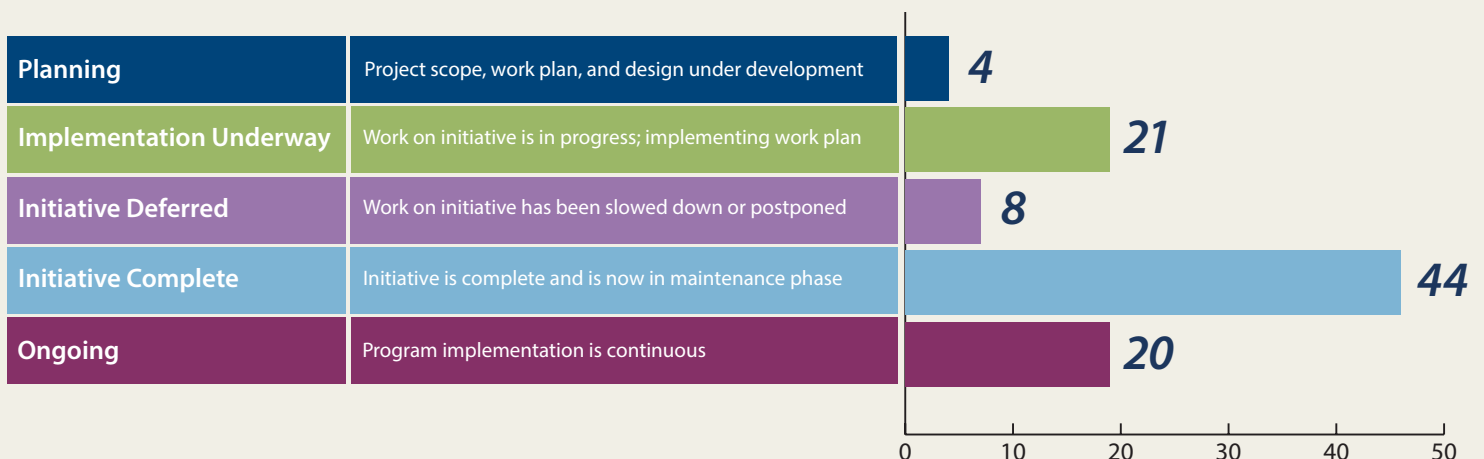 Planning Project scope, work plan, and design under development 4
Implementation Underway Work on initiative is in progress; implementing work plan 21
Initiative Deferred Work on initiative has been slowed down or postponed 8
Initiative Complete Initiative is complete and is now in maintenance phase 44
Ongoing Program implementation is continuous 20
0 10 20 30 40 50